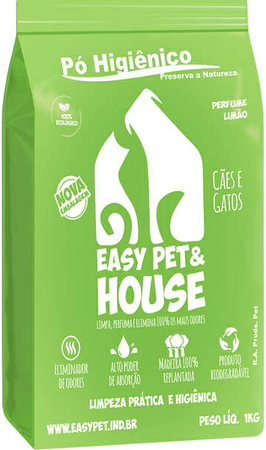 Pó Higiênico
Preserva a Natureza
100%
ECOLÓGICO
PERFUME
LIMÃO
NOVA
EMBALAGEM
CÃES E
GATOS
EASY PET&
HOUSE
LIMPA, PERFUMA E ELIMINA 100% OS MAUS ODORES
ELIMINADOR
DE ODORES
ALTO PODER
DE ABSORÇÃO
MADEIRA 100%
REPLANTADA
PRODUTO
BIODEGRADÁVEL
R.A. Prods. Pet
LIMPEZA PRÁTICA E HIGIÊNICA
WWW.EASYPET.IND.BR
PESO LÍQ. 1KG